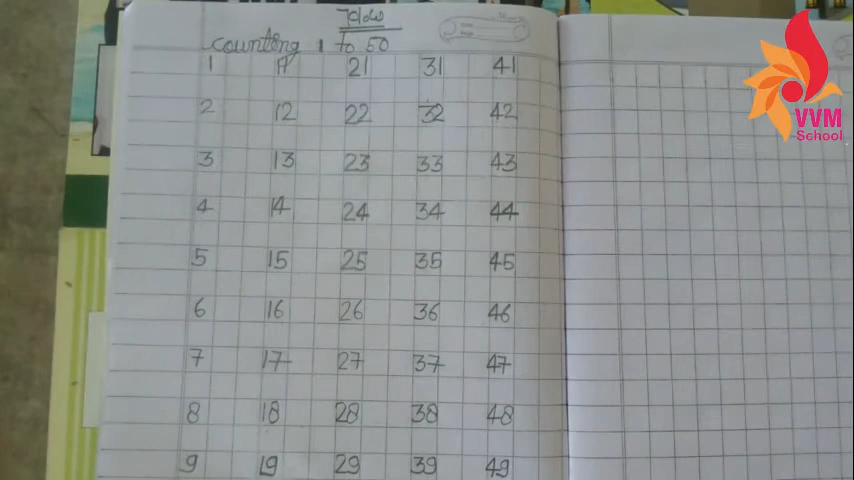 counting 1 to 50
1 11 21 31 41
2 12 22 32 42
3 13 23 33 43
4 14 24 34 44
5 15 25 35 45
6 16 26 36 46
7 17 27 37 47
8 18 28 38 48
9 19 29 39 49
VVM
School